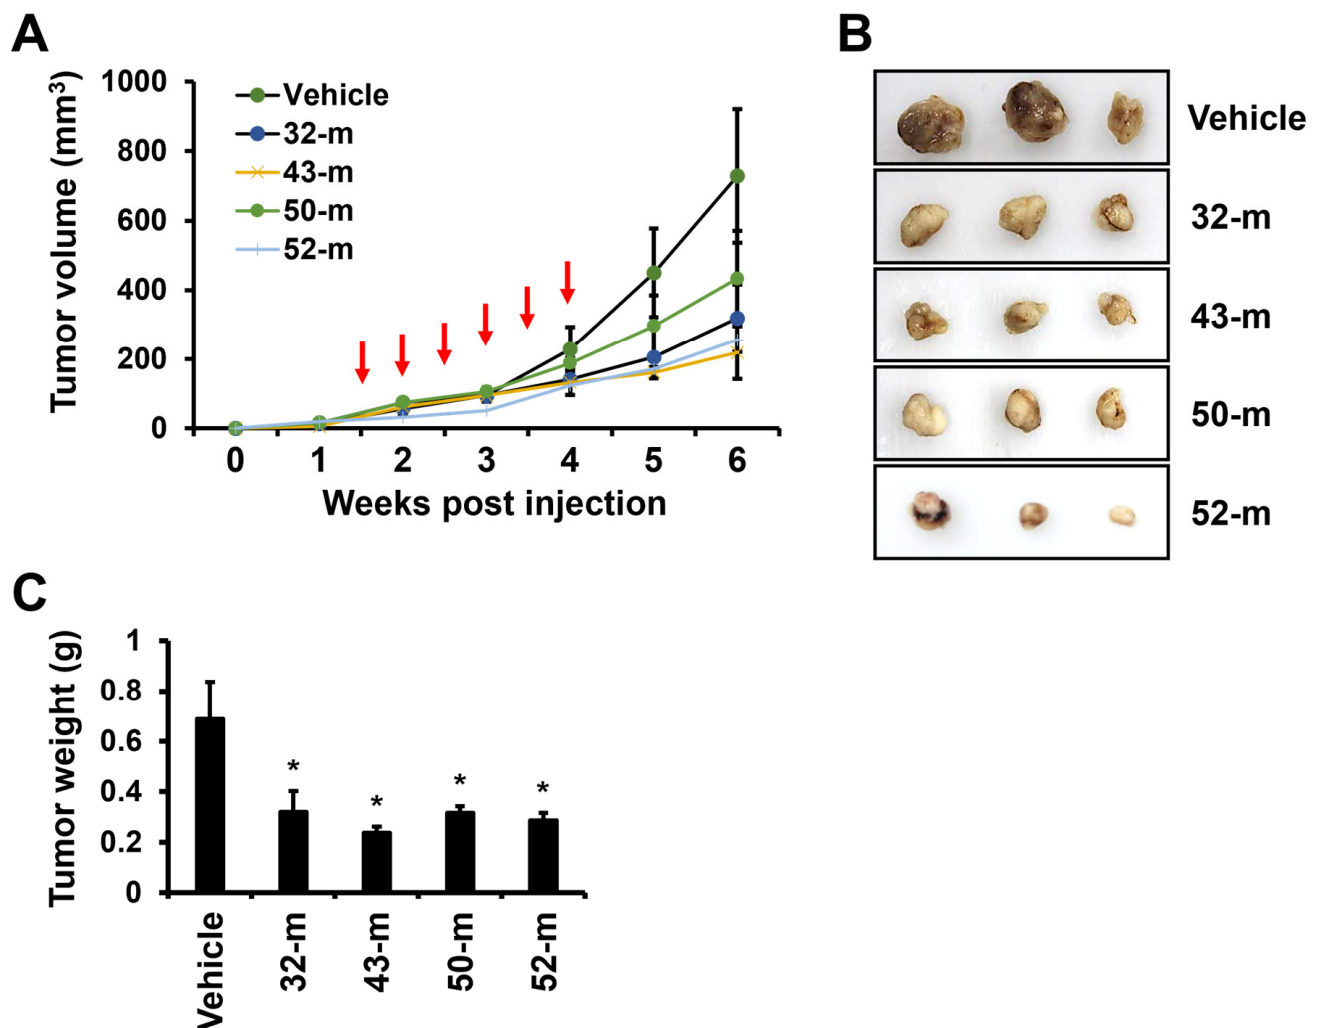 A
Tumor volume (mm³)
1000
800
600
400
200
0
Vehicle
32-m
43-m
50-m
52-m
0 1 2 3 4 5 6
Weeks post injection
B
Vehicle
32-m
43-m
50-m
52-m
C
Tumor weight (g)
1
0.8
0.6
0.4
0.2
0
* * * *
Vehicle
32-m
43-m
50-m
52-m